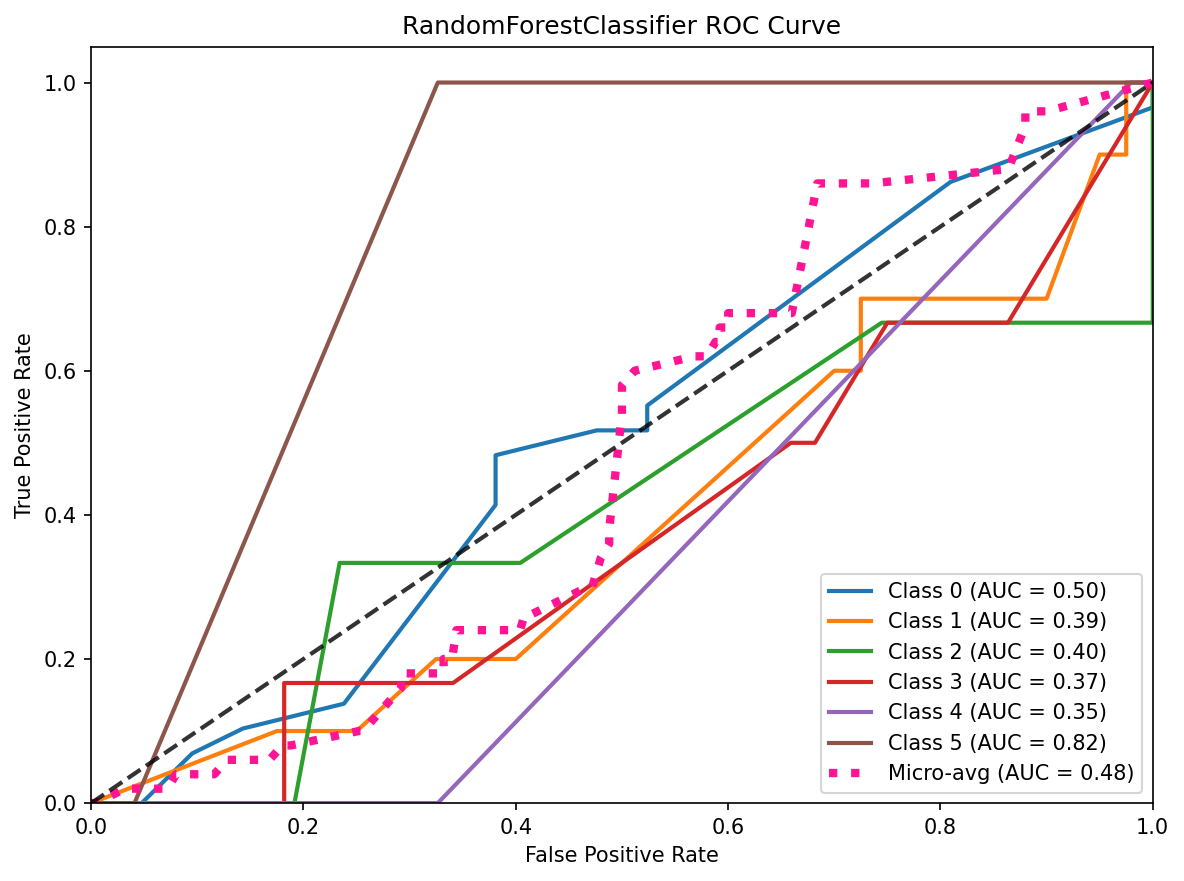 RandomForestClassifier ROC Curve
True Positive Rate
1.0
0.8
0.6
0.4
0.2
0.0
0.0 0.2 0.4 0.6 0.8 1.0
False Positive Rate
Class 0 (AUC = 0.50)
Class 1 (AUC = 0.39)
Class 2 (AUC = 0.40)
Class 3 (AUC = 0.37)
Class 4 (AUC = 0.35)
Class 5 (AUC = 0.82)
Micro-avg (AUC = 0.48)